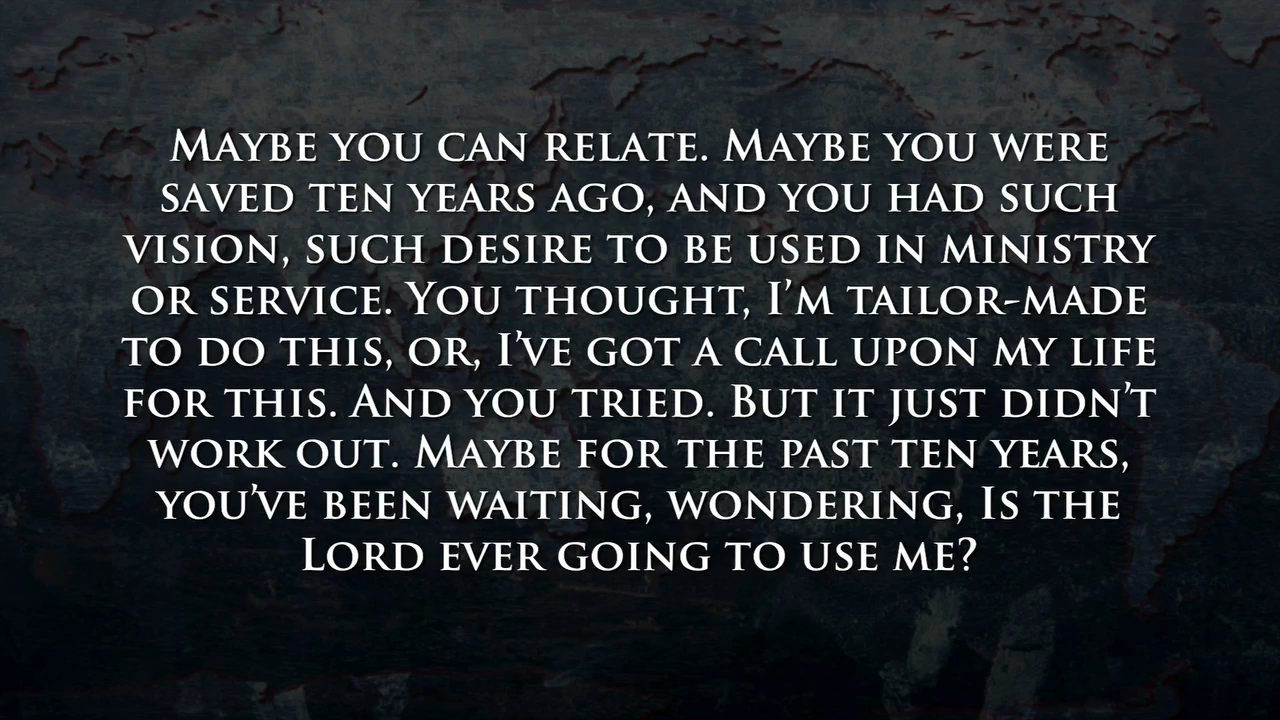 Maybe you can relate. Maybe you were
saved ten years ago, and you had such
vision, such desire to be used in ministry
or service. You thought, I'm tailor-made
to do this, or, I've got a call upon my life
for this. And you tried. But it just didn't
work out. Maybe for the past ten years,
you've been waiting, wondering, Is the
Lord ever going to use me?